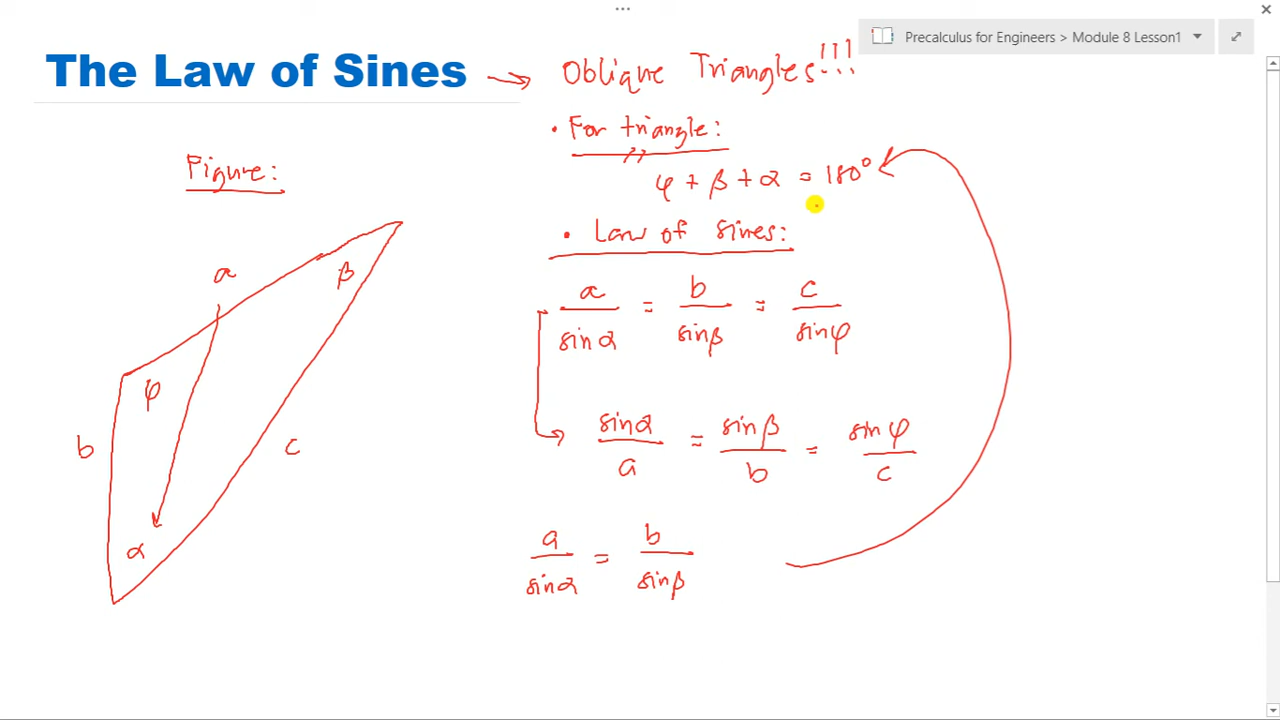 ...
Precalculus for Engineers > Module 8 Lesson1
The Law of Sines → Oblique Triangles!!!
• For triangle:
φ + β + α = 180°
Figure:
• Law of sines:
a/sinα = b/sinβ = c/sinφ
sinα/a = sinβ/b = sinφ/c
a/sinα = b/sinβ
a
β
φ
b
c
α